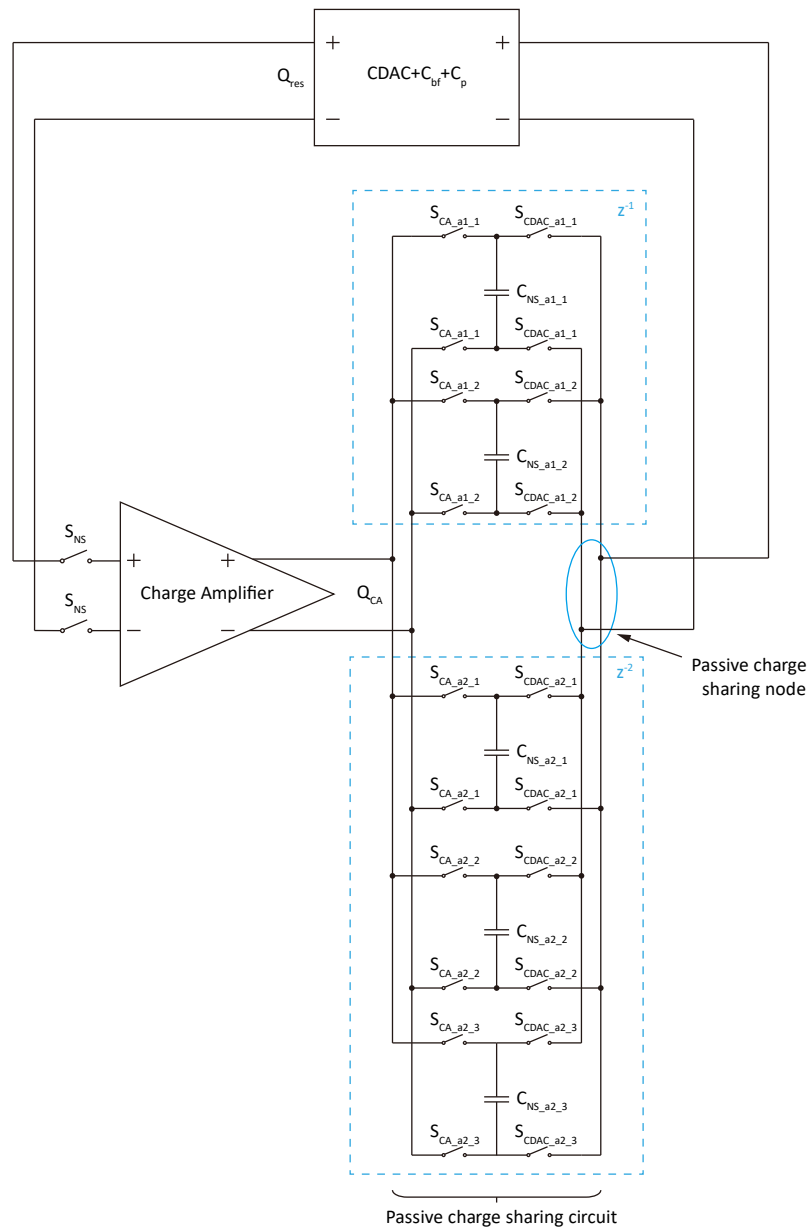 + +
Q_res CDAC+C_bf+C_p
− −
z^-1
S_CA_a1_1 S_CDAC_a1_1
C_NS_a1_1
S_CA_a1_1 S_CDAC_a1_1
S_CA_a1_2 S_CDAC_a1_2
C_NS_a1_2
S_CA_a1_2 S_CDAC_a1_2
S_NS
+ +
Charge Amplifier Q_CA
S_NS
− −
z^-2
Passive charge
sharing node
S_CA_a2_1 S_CDAC_a2_1
C_NS_a2_1
S_CA_a2_1 S_CDAC_a2_1
S_CA_a2_2 S_CDAC_a2_2
C_NS_a2_2
S_CA_a2_2 S_CDAC_a2_2
S_CA_a2_3 S_CDAC_a2_3
C_NS_a2_3
S_CA_a2_3 S_CDAC_a2_3
Passive charge sharing circuit